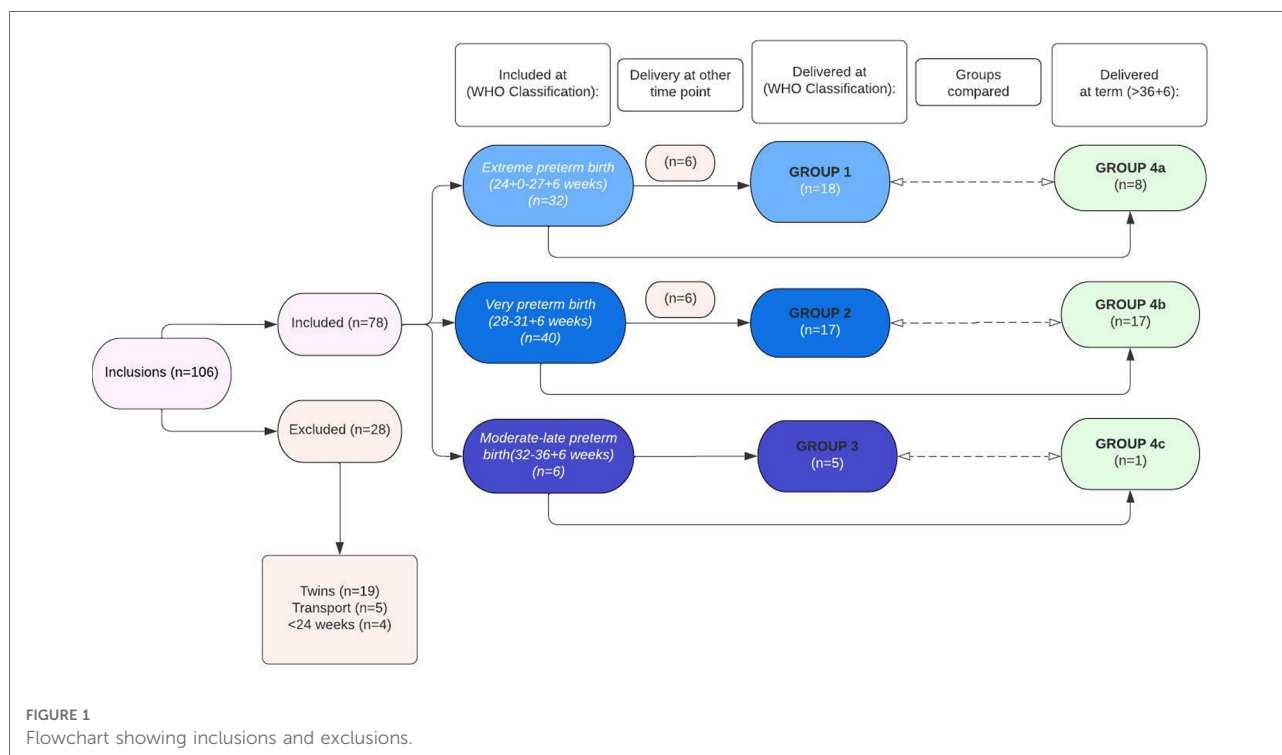 Included at
(WHO Classification):
Delivery at other
time point
Delivered at
(WHO Classification):
Groups
compared
Delivered
at term (>36+6):
Extreme preterm birth
(24+0-27+6 weeks)
(n=32)
(n=6)
GROUP 1
(n=18)
GROUP 4a
(n=8)
Very preterm birth
(28-31+6 weeks)
(n=40)
(n=6)
GROUP 2
(n=17)
GROUP 4b
(n=17)
Included (n=78)
Inclusions (n=106)
Excluded (n=28)
Moderate-late preterm
birth(32-36+6 weeks)
(n=6)
GROUP 3
(n=5)
GROUP 4c
(n=1)
Twins (n=19)
Transport (n=5)
<24 weeks (n=4)
FIGURE 1
Flowchart showing inclusions and exclusions.